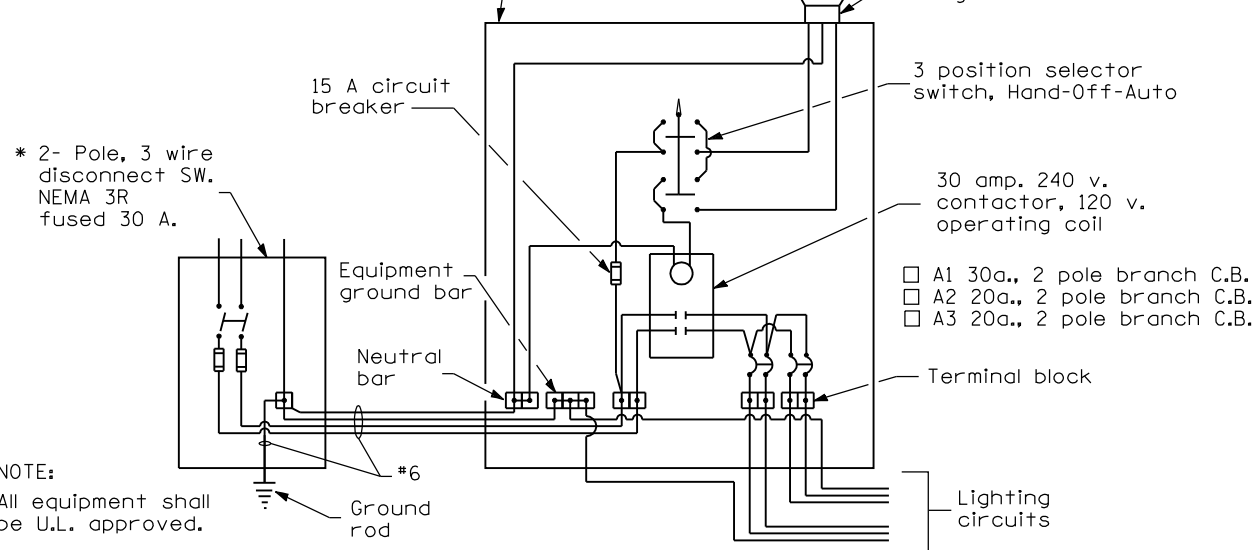 15 A circuit
breaker
3 position selector
switch, Hand-Off-Auto
* 2- Pole, 3 wire
disconnect SW.
NEMA 3R
fused 30 A.
30 amp. 240 v.
contactor, 120 v.
operating coil
Equipment
ground bar
A1 30a., 2 pole branch C.B.
A2 20a., 2 pole branch C.B.
A3 20a., 2 pole branch C.B.
Neutral
bar
Terminal block
#6
NOTE:
All equipment shall
be U.L. approved.
Ground
rod
Lighting
circuits